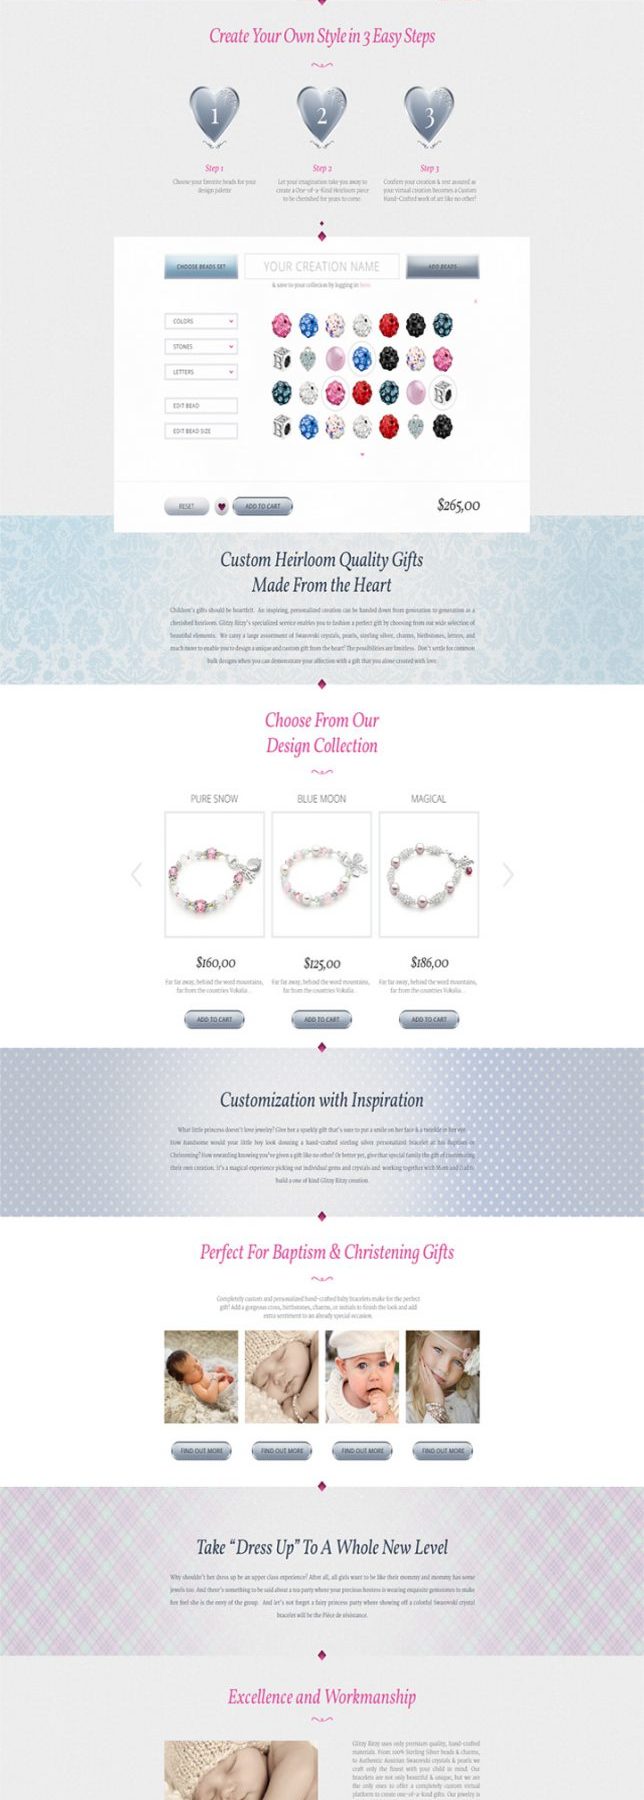 Create Your Own Style in 3 Easy Steps
1
2
3
Step 1
Step 2
Step 3
Choose your favorite beads for your
design palette
Let your imagination take you away to
create a One-of-a-Kind Heirloom piece
to be cherished for years to come.
Confirm your creation & rest assured as
your virtual creation becomes a Custom
Hand-Crafted work of art like no other!
CHOOSE BEADS SET
YOUR CREATION NAME
ADD BEADS
& save to your collection by logging in here.
COLORS
STONES
LETTERS
EDIT BEAD
EDIT BEAD SIZE
RESET
ADD TO CART
$265,00
Custom Heirloom Quality Gifts
Made From the Heart
Children's gifts should be heartfelt. An inspiring, personalized creation can be handed down from generation to generation as a
cherished heirloom. Glitzy Ritzy's specialized service enables you to fashion a perfect gift by choosing from our wide selection of
beautiful elements. We carry a large assortment of Swarovski crystals, pearls, sterling silver, charms, birthstones, letters, and
much more to enable you to design a unique and custom gift from the heart! The possibilities are limitless. Don't settle for common
bulk designs when you can demonstrate your affection with a gift that you alone created with love.
Choose From Our
Design Collection
PURE SNOW
BLUE MOON
MAGICAL
$160,00
$125,00
$186,00
Far far away, behind the word mountains,
far from the countries Vokalia
Far far away, behind the word mountains,
far from the countries Vokalia
Far far away, behind the word mountains,
far from the countries Vokalia
ADD TO CART
ADD TO CART
ADD TO CART
Customization with Inspiration
What little princess doesn't love jewelry? Give her a sparkly gift that's sure to put a smile on her face & a twinkle in her eye.
How handsome would your little boy look donning a hand-crafted sterling silver personalized bracelet at his Baptism or
Christening? How rewarding knowing you've given a gift like no other! Or better yet, give that special family the gift of customizing
their own creation. It's a magical experience picking out individual gems and crystals and working together with Mom and Dad to
build a one of kind Glitzy Ritzy creation.
Perfect For Baptism & Christening Gifts
Completely custom and personalized hand-crafted baby bracelets make for the perfect
gift! Add a gorgeous cross, birthstones, charms, or initials to finish the look and add
extra sentiment to an already special occasion.
FIND OUT MORE
FIND OUT MORE
FIND OUT MORE
FIND OUT MORE
Take “Dress Up” To A Whole New Level
Why shouldn't her dress up be an upper class experience? After all, all girls want to be like their mommy and mommy has some
jewels too. And there's something to be said about a tea party where your precious hostess is wearing exquisite gemstones to make
her feel she is the envy of the group. And let's not forget a fairy princess party where showing off a colorful Swarovski crystal
bracelet will be the Pièce de résistance.
Excellence and Workmanship
Glitzy Ritzy uses only premium quality, hand-crafted
materials. From 100% Sterling Silver beads & charms,
to Authentic Austrian Swarovski crystals & pearls we
craft only the finest with your child in mind. Our
bracelets are not only beautiful & unique, but we are
the only ones to offer a completely custom virtual
platform to create one-of-a-kind gifts. Our jewelry is